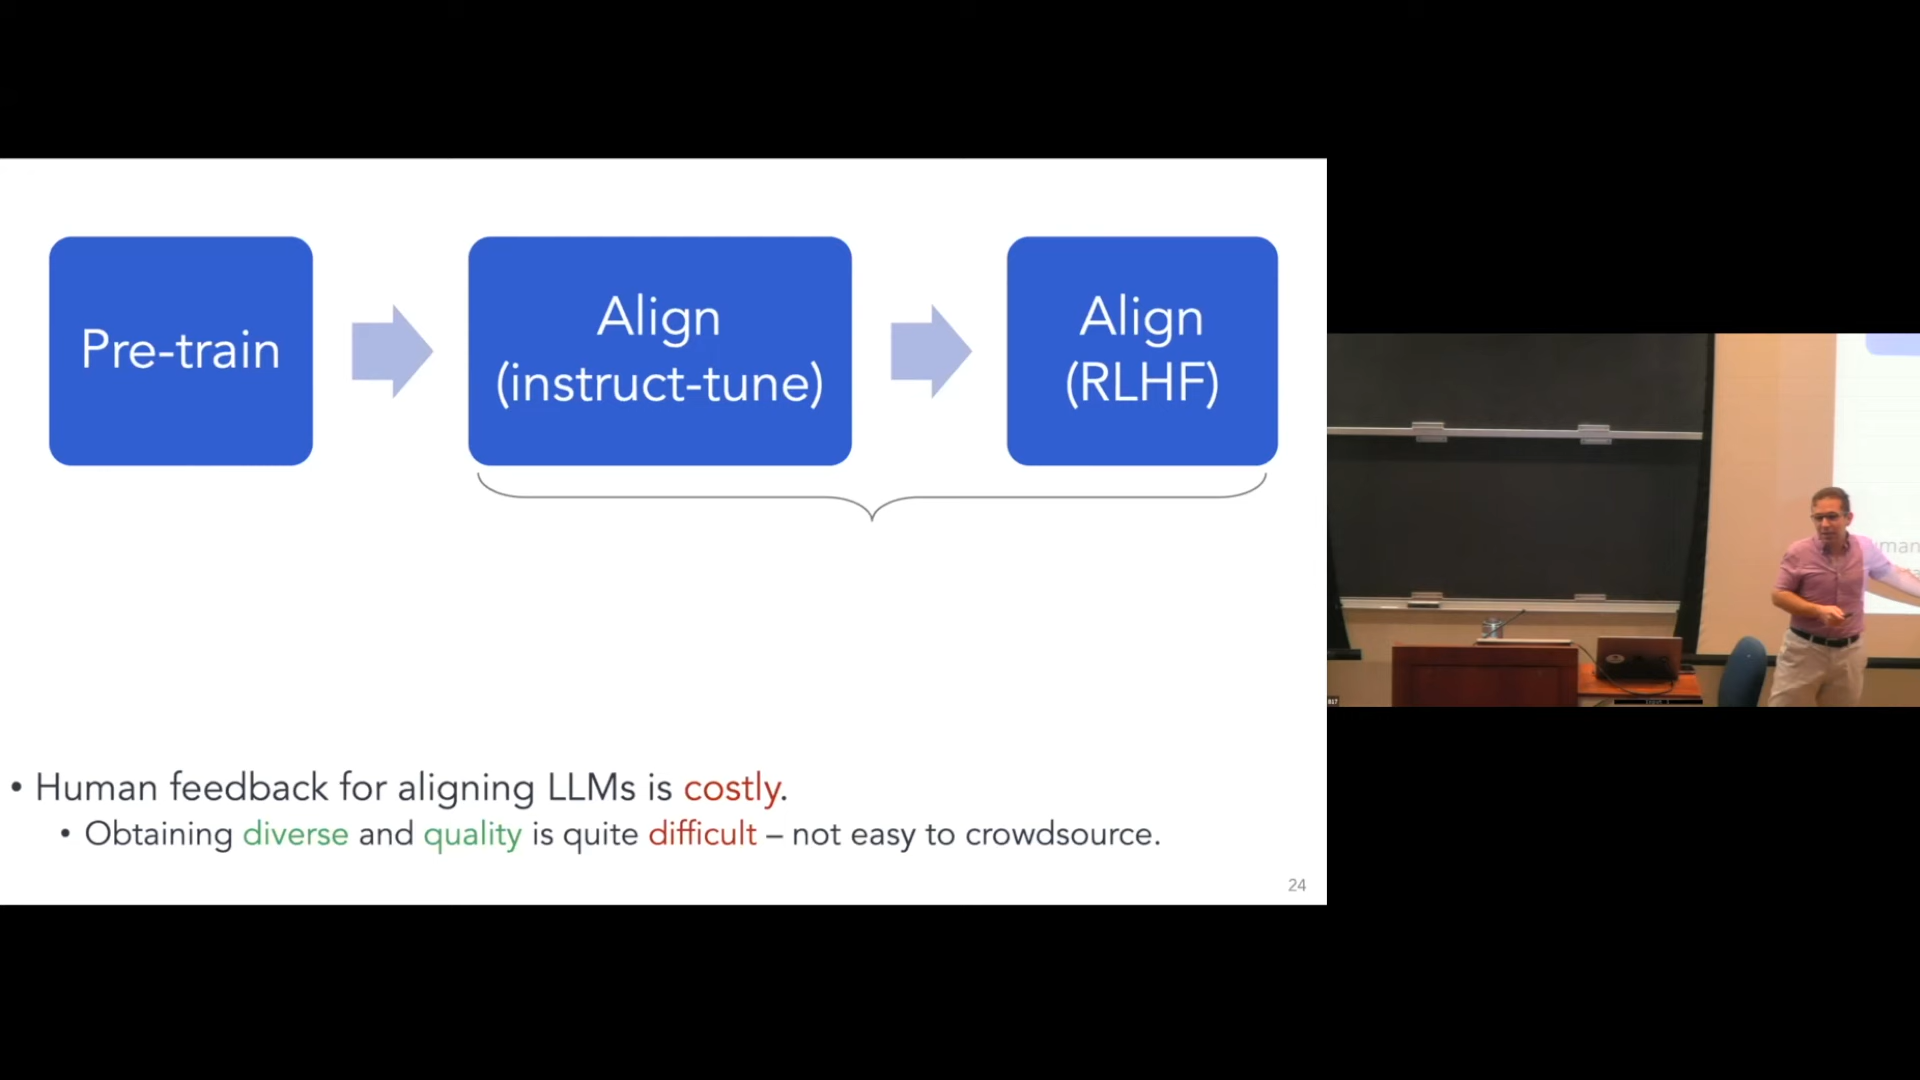 Pre-train
Align
(instruct-tune)
Align
(RLHF)
• Human feedback for aligning LLMs is costly.
• Obtaining diverse and quality is quite difficult – not easy to crowdsource.
24